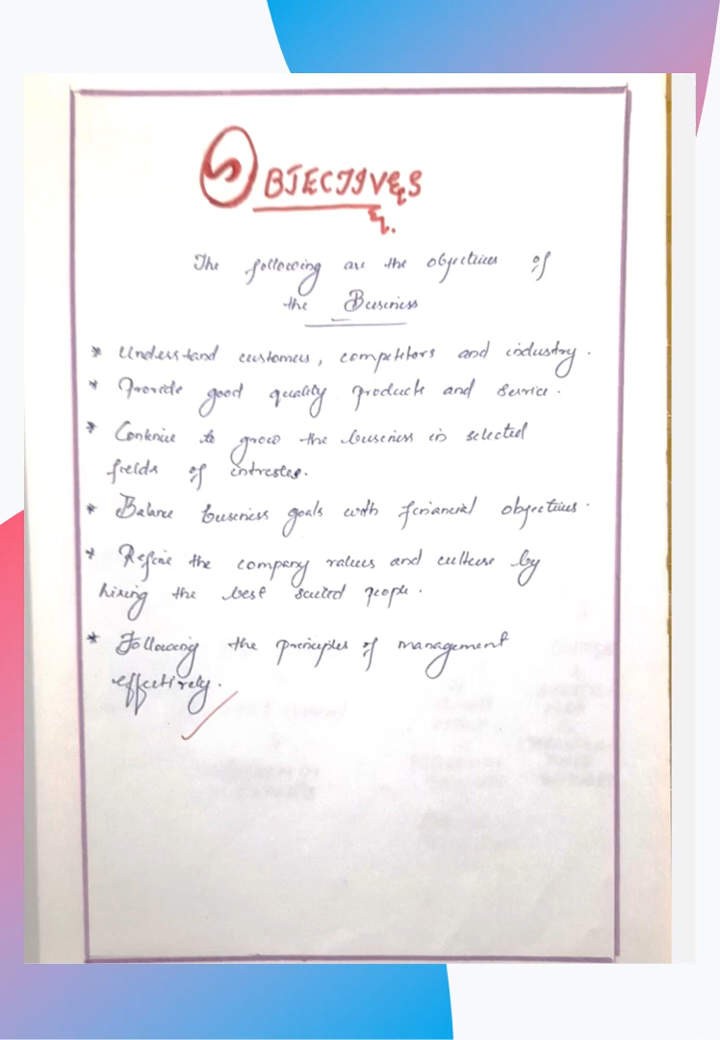 OBJECTIVES
The following are the objectives of
the Business
* Understand customers, competitors and industry.
* Provide good quality products and service.
* Continue to grow the business in selected
fields of intrestes.
* Balance business goals with financial objectives.
* Refine the company values and culture by
hiring the best suited people.
* Following the principles of management
effectively.